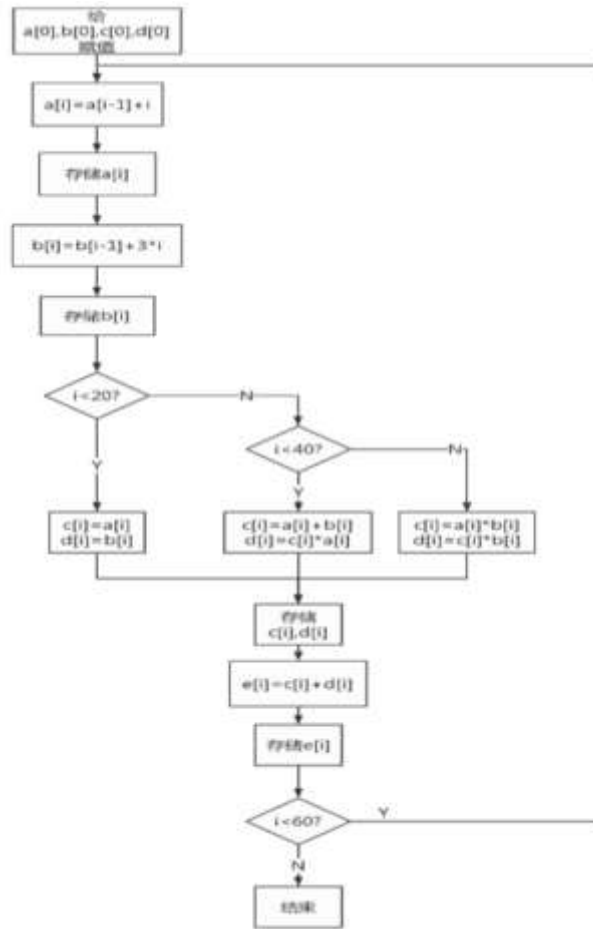 给
a[0],b[0],c[0],d[0]
赋值
a[i]=a[i-1]+i
存储a[i]
b[i]=b[i-1]+3*i
存储b[i]
i<20?
N
i<40?
N
Y
Y
c[i]=a[i]
d[i]=b[i]
c[i]=a[i]+b[i]
d[i]=c[i]*a[i]
c[i]=a[i]*b[i]
d[i]=c[i]*b[i]
存储
c[i],d[i]
e[i]=c[i]+d[i]
存储e[i]
i<60?
Y
N
结束